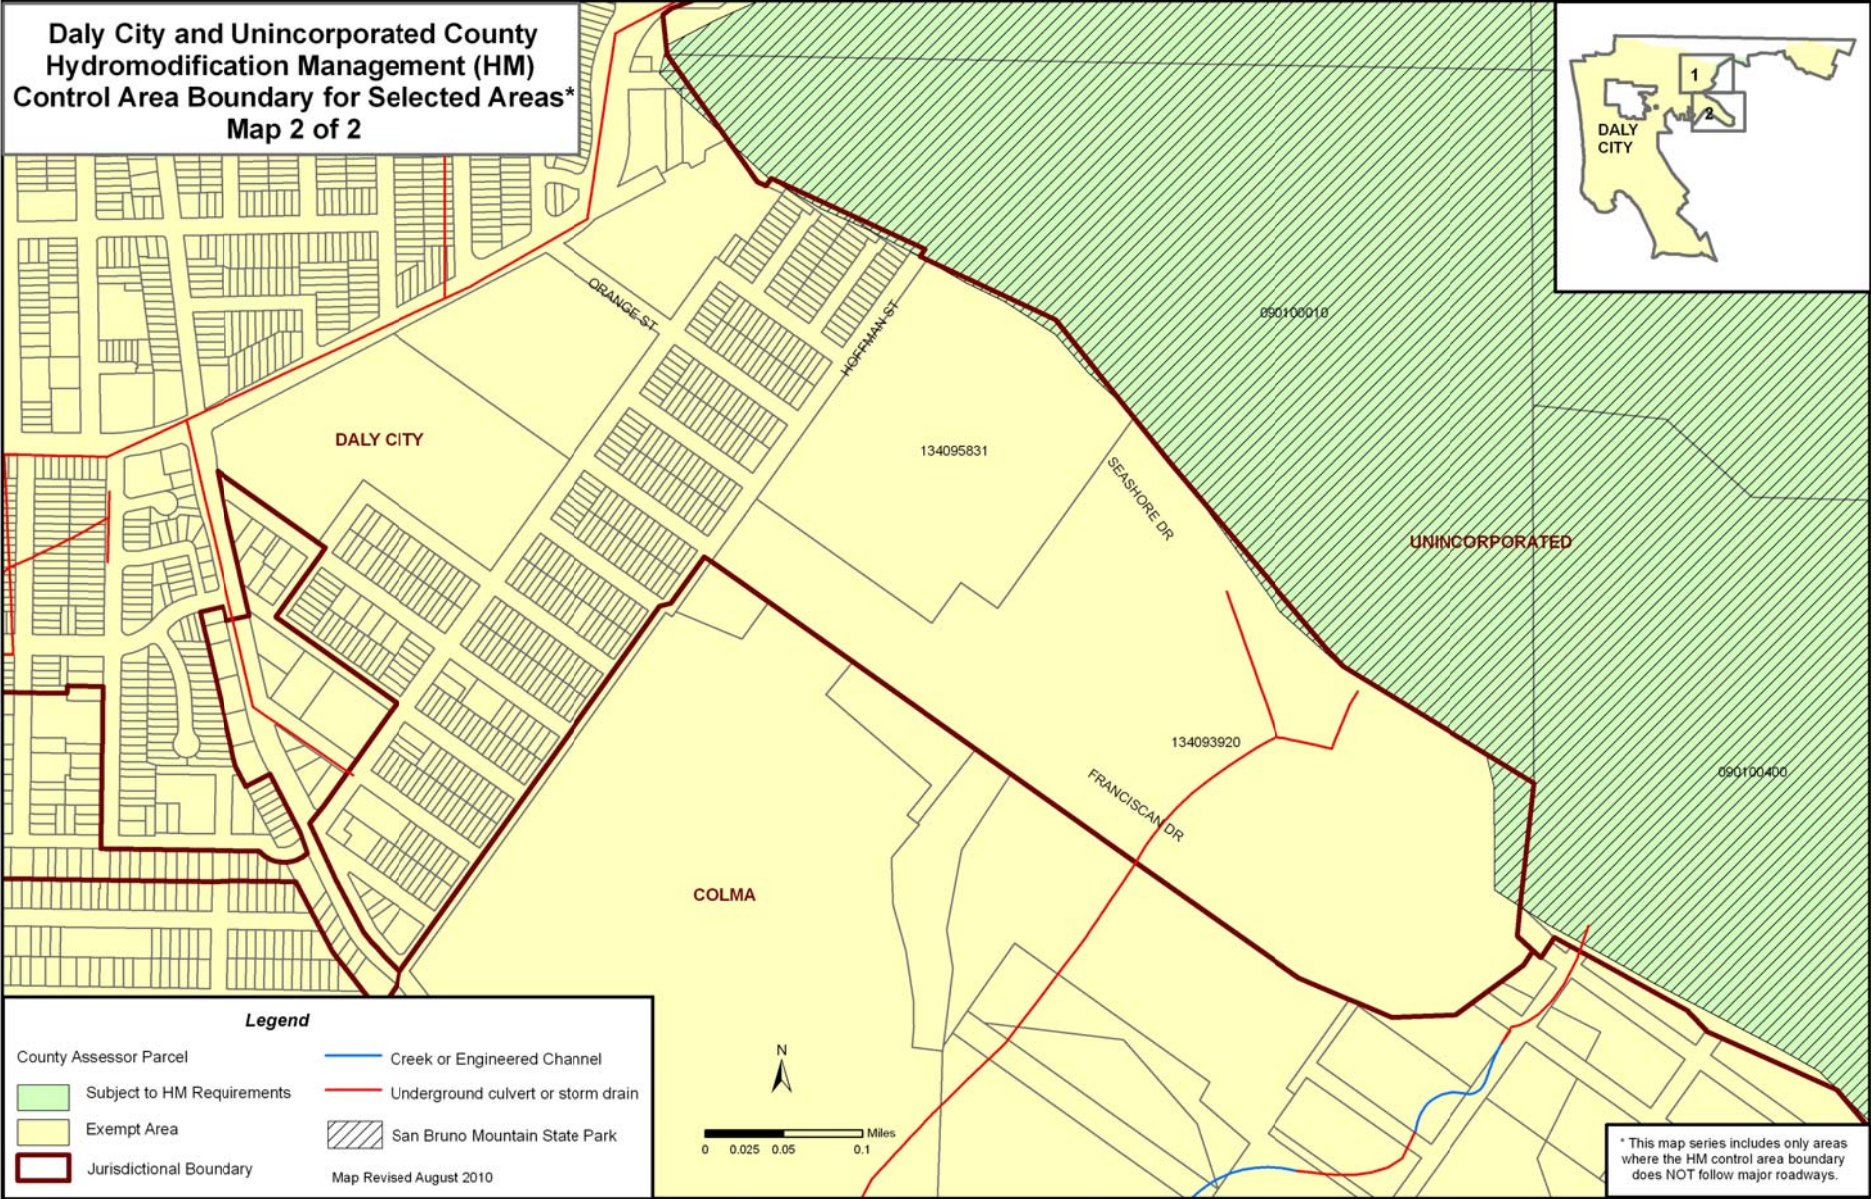 Daly City and Unincorporated County
Hydromodification Management (HM)
Control Area Boundary for Selected Areas*
Map 2 of 2
1
2
DALY
CITY
ORANGE ST
HOFFMAN ST
090100010
DALY CITY
134095831
SEASHORE DR
UNINCORPORATED
134093920
090100400
FRANCISCAN DR
COLMA
Legend
County Assessor Parcel
Subject to HM Requirements
Exempt Area
Jurisdictional Boundary
Creek or Engineered Channel
Underground culvert or storm drain
San Bruno Mountain State Park
Map Revised August 2010
N
Miles
0 0.025 0.05 0.1
* This map series includes only areas
where the HM control area boundary
does NOT follow major roadways.